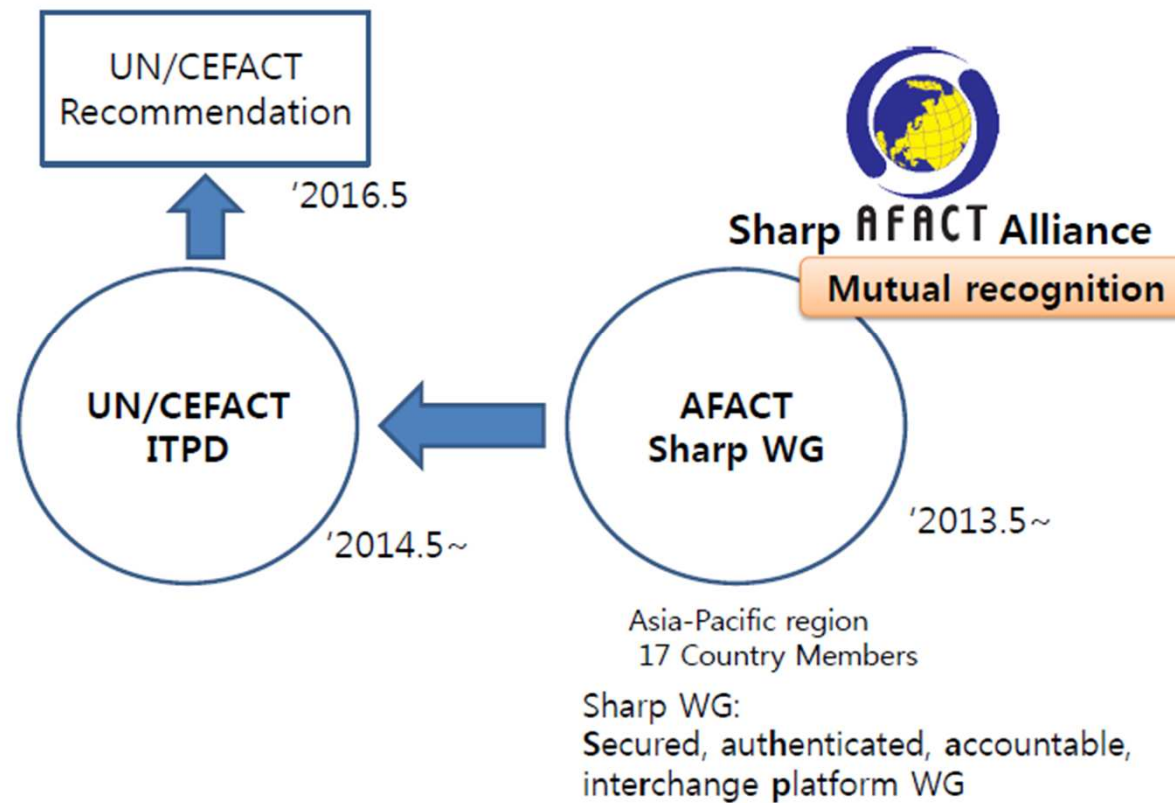 UN/CEFACT
Recommendation
'2016.5
Sharp AFACT Alliance
Mutual recognition
UN/CEFACT
ITPD
'2014.5~
AFACT
Sharp WG
'2013.5~
Asia-Pacific region
17 Country Members
Sharp WG:
Secured, authenticated, accountable,
interchange platform WG